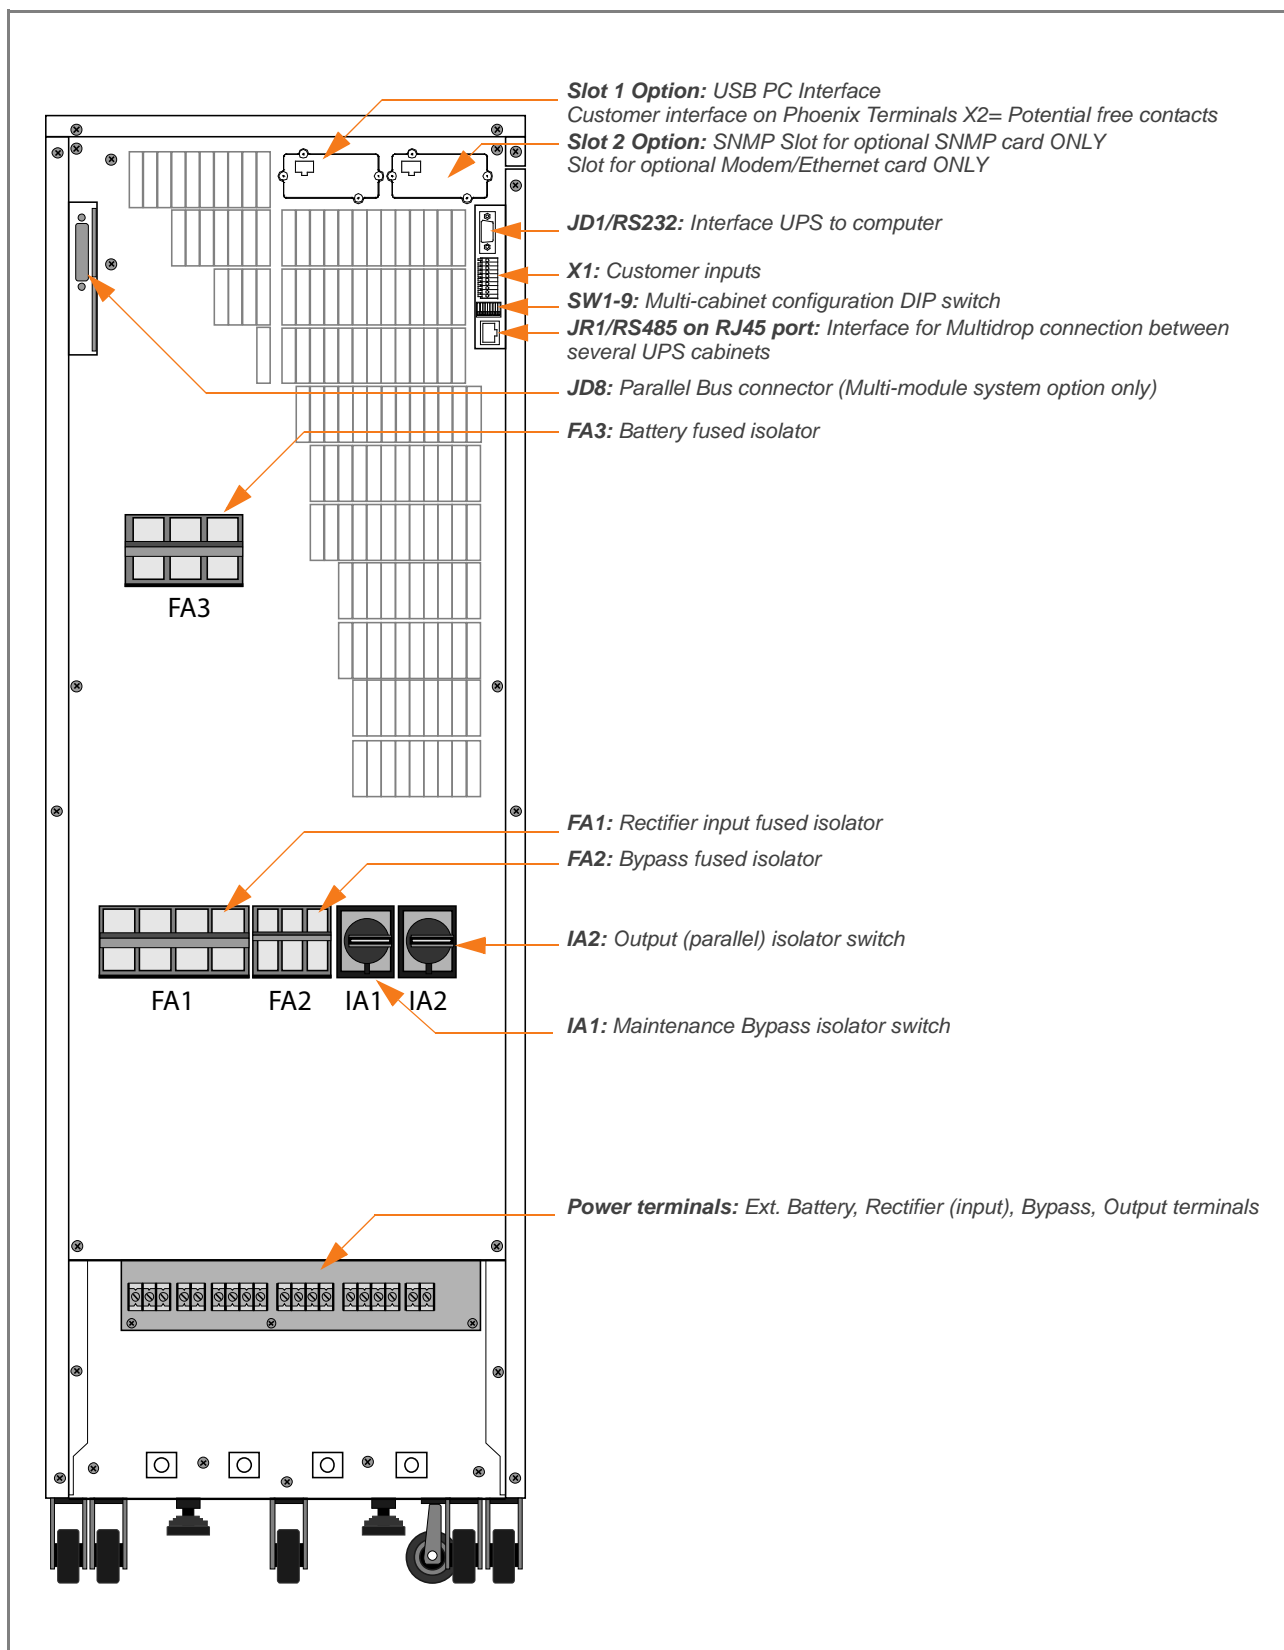 Slot 1 Option: USB PC Interface
Customer interface on Phoenix Terminals X2= Potential free contacts
Slot 2 Option: SNMP Slot for optional SNMP card ONLY
Slot for optional Modem/Ethernet card ONLY
JD1/RS232: Interface UPS to computer
X1: Customer inputs
SW1-9: Multi-cabinet configuration DIP switch
JR1/RS485 on RJ45 port: Interface for Multidrop connection between
several UPS cabinets
JD8: Parallel Bus connector (Multi-module system option only)
FA3: Battery fused isolator
FA3
FA1: Rectifier input fused isolator
FA2: Bypass fused isolator
IA2: Output (parallel) isolator switch
FA1 FA2 IA1 IA2
IA1: Maintenance Bypass isolator switch
Power terminals: Ext. Battery, Rectifier (input), Bypass, Output terminals